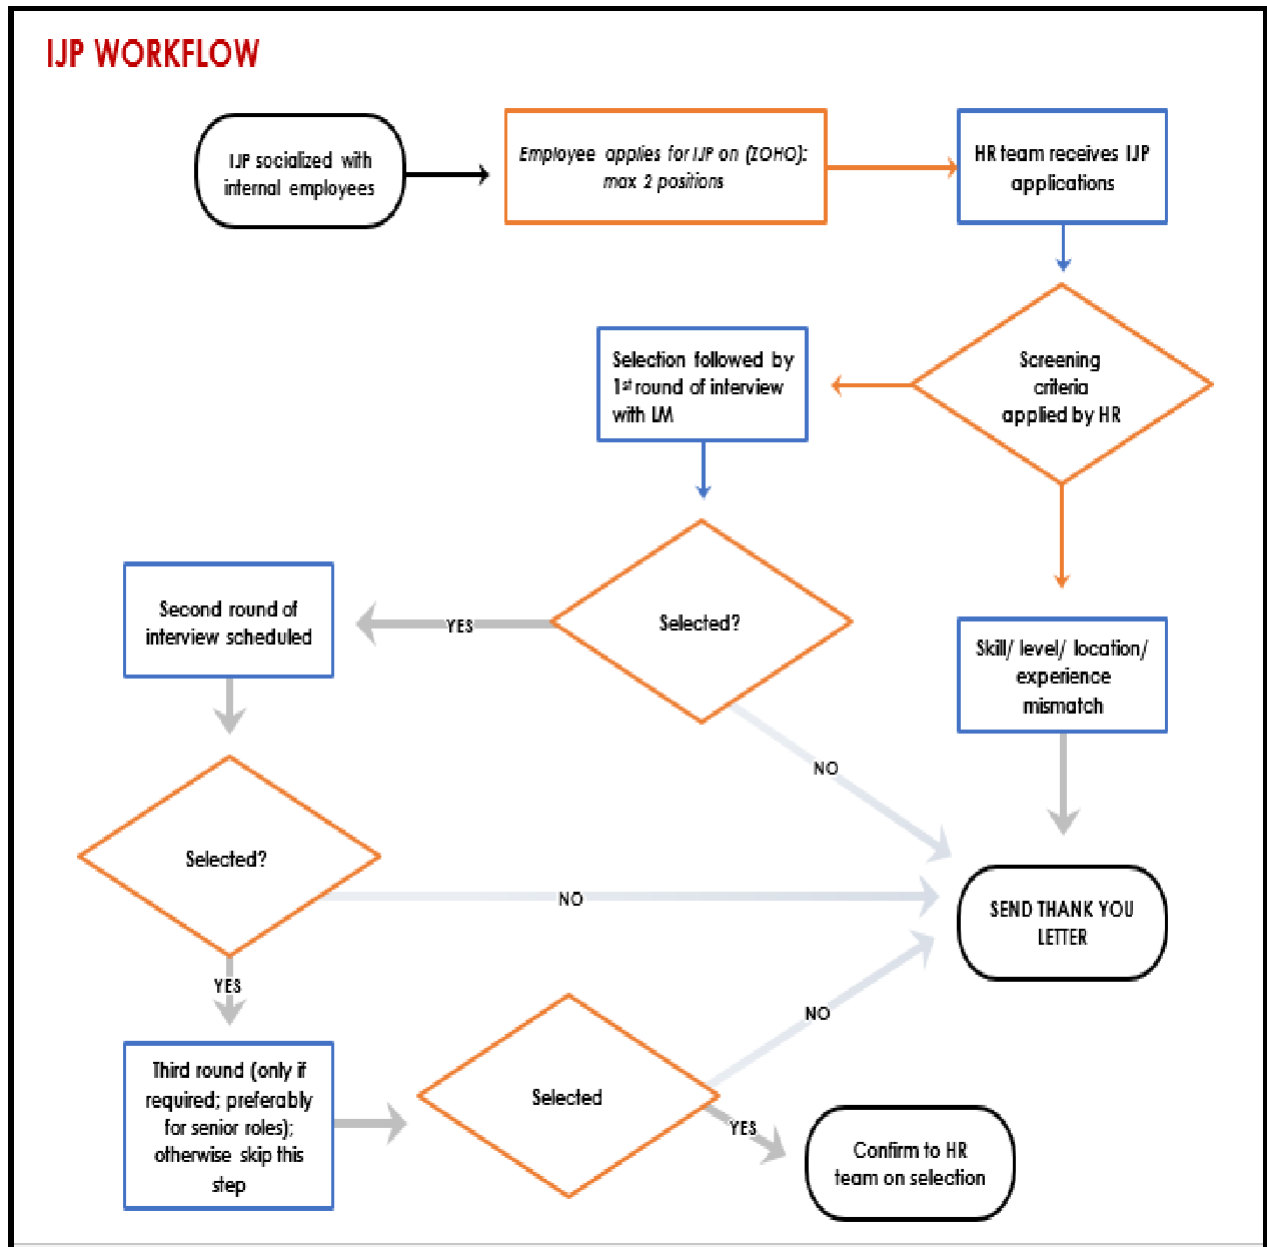 IJP WORKFLOW
IJP socialized with
internal employees
Employee applies for IJP on (ZOHO):
max 2 positions
HR team receives IJP
applications
Screening
criteria
applied by HR
Selection followed by
1st round of interview
with LM
Selected?
YES
NO
Second round of
interview scheduled
Skill/ level/ location/
experience
mismatch
Selected?
NO
YES
SEND THANK YOU
LETTER
Third round (only if
required; preferably
for senior roles);
otherwise skip this
step
Selected
NO
YES
Confirm to HR
team on selection